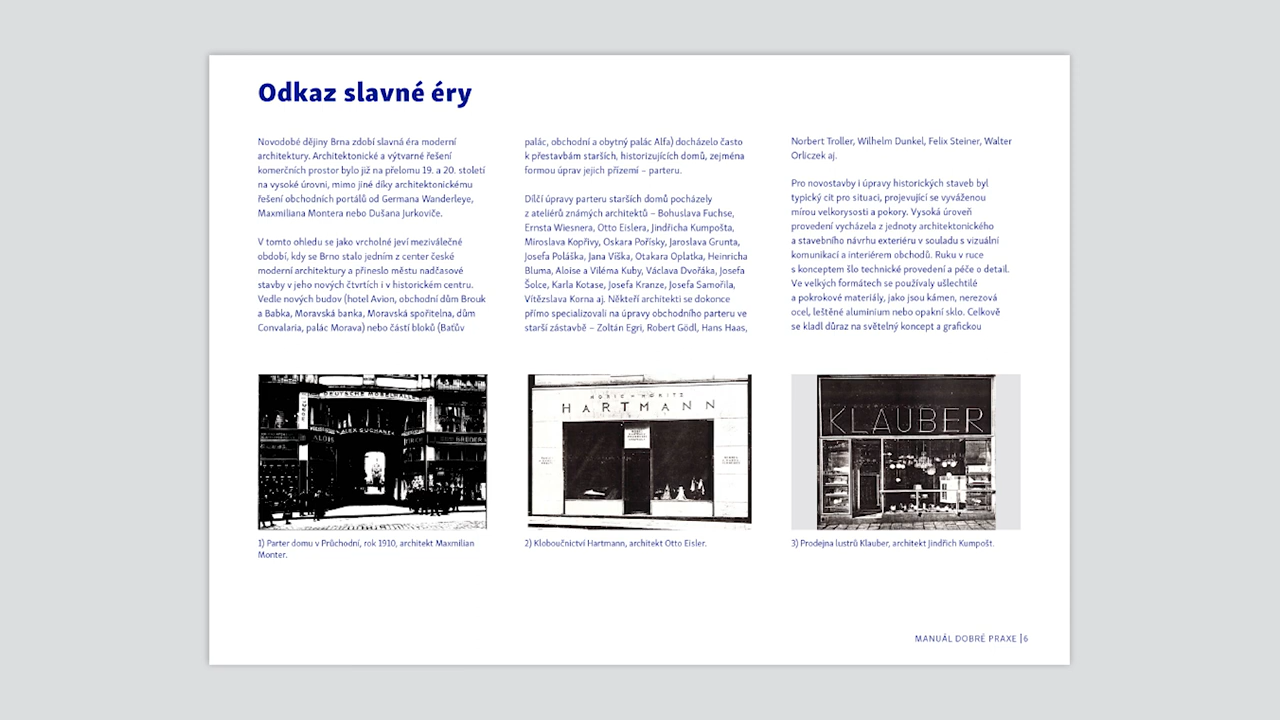 Odkaz slavné éry
Novodobé dějiny Brna zdobí slavná éra moderní
architektury. Architektonické a výtvarné řešení
komerčních prostor bylo již na přelomu 19. a 20. století
na vysoké úrovni, mimo jiné díky architektonickému
řešení obchodních portálů od Germana Wanderleye,
Maxmiliana Montera nebo Dušana Jurkoviče.
V tomto ohledu se jako vrcholné jeví meziválečné
období, kdy se Brno stalo jedním z center české
moderní architektury a přineslo městu nadčasové
stavby v jeho nových čtvrtích i v historickém centru.
Vedle nových budov (hotel Avion, obchodní dům Brouk
a Babka, Moravská banka, Moravská spořitelna, dům
Convalaria, palác Morava) nebo částí bloků (Baťův
palác, obchodní a obytný palác Alfa) docházelo často
k přestavbám starších, historizujících domů, zejména
formou úprav jejich přízemí – parteru.
Dílčí úpravy parteru starších domů pocházely
z ateliérů známých architektů – Bohuslava Fuchse,
Ernsta Wiesnera, Otto Eislera, Jindřicha Kumpošta,
Miroslava Kopřivy, Oskara Pořísky, Jaroslava Grunta,
Josefa Poláška, Jana Víška, Otakara Oplatka, Heinricha
Bluma, Aloise a Viléma Kuby, Václava Dvořáka, Josefa
Šolce, Karla Kotase, Josefa Kranze, Josefa Samořila,
Vítězslava Korna aj. Někteří architekti se dokonce
přímo specializovali na úpravy obchodního parteru ve
starší zástavbě – Zoltán Egri, Robert Gödl, Hans Haas,
Norbert Troller, Wilhelm Dunkel, Felix Steiner, Walter
Orliczek aj.
Pro novostavby i úpravy historických staveb byl
typický cit pro situaci, projevující se vyváženou
mírou velkorysosti a pokory. Vysoká úroveň
provedení vycházela z jednoty architektonického
a stavebního návrhu exteriéru v souladu s vizuální
komunikací a interiérem obchodů. Ruku v ruce
s konceptem šlo technické provedení a péče o detail.
Ve velkých formátech se používaly ušlechtilé
a pokrokové materiály, jako jsou kámen, nerezová
ocel, leštěné aluminium nebo opakní sklo. Celkově
se kladl důraz na světelný koncept a grafickou
DEUTSCHE
ALEX SUCHANEK
ALOIS
MORIC - MORITZ
HARTMANN
KLAUBER
1) Parter domu v Průchodní, rok 1910, architekt Maxmilian
Monter.
2) Kloboučnictví Hartmann, architekt Otto Eisler.
3) Prodejna lustrů Klauber, architekt Jindřich Kumpošt.
MANUÁL DOBRÉ PRAXE | 6